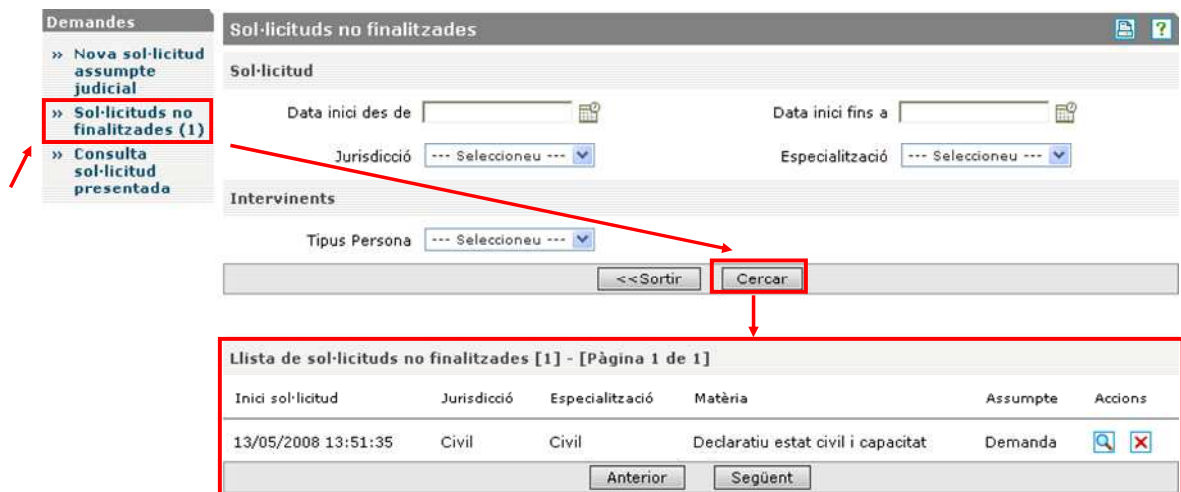 Demandes
» Nova sol·licitud
assumpte
judicial
» Sol·licituds no
finalitzades (1)
» Consulta
sol·licitud
presentada
Sol·licituds no finalitzades
?
Sol·licitud
Data inici des de
Data inici fins a
Jurisdicció --- Seleccioneu ---
Especialització --- Seleccioneu ---
Intervinents
Tipus Persona --- Seleccioneu ---
<<Sortir Cercar
Llista de sol·licituds no finalitzades [1] - [Pàgina 1 de 1]
Inici sol·licitud Jurisdicció Especialització Matèria Assumpte Accions
13/05/2008 13:51:35 Civil Civil Declaratiu estat civil i capacitat Demanda
Anterior Següent